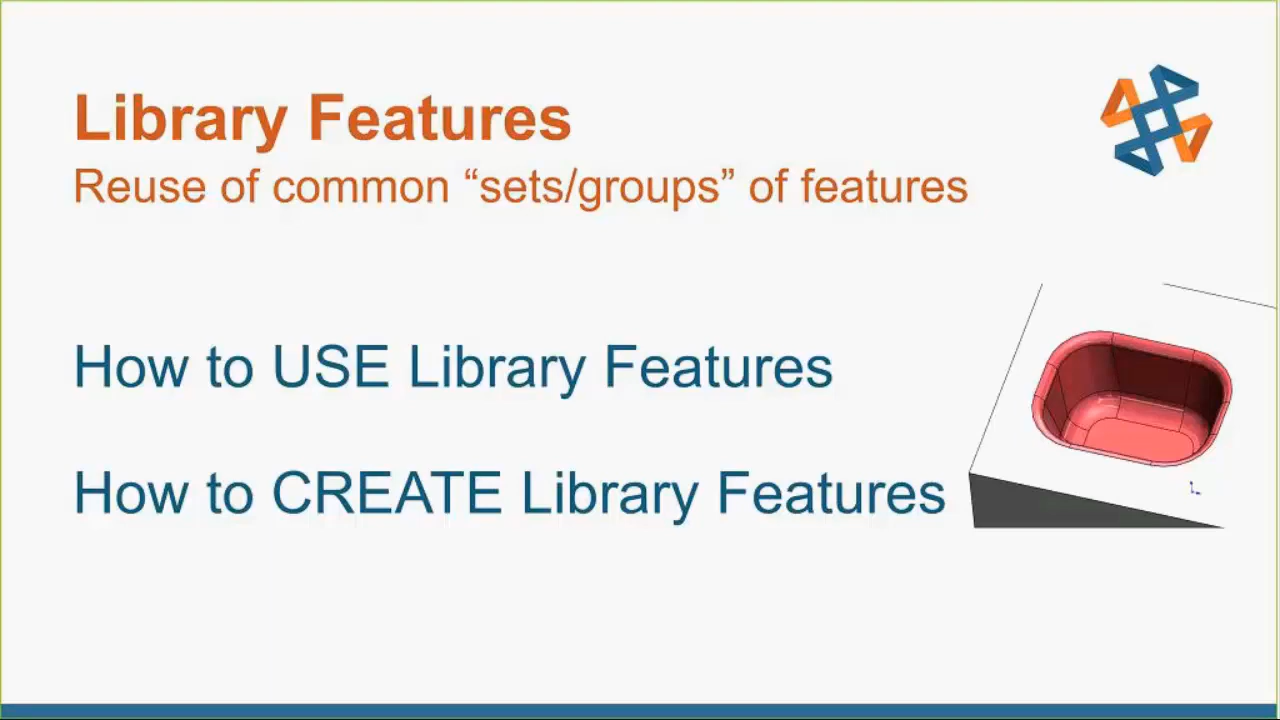 Library Features
Reuse of common “sets/groups” of features
How to USE Library Features
How to CREATE Library Features